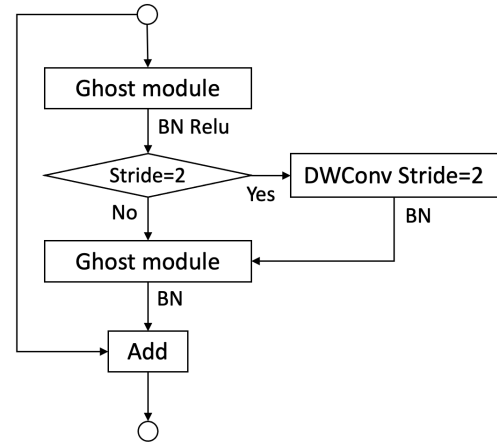 Ghost module
BN Relu
Stride=2
Yes
DWConv Stride=2
No
BN
Ghost module
BN
Add